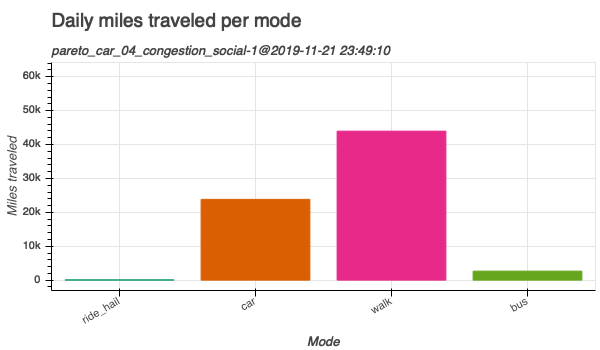 Daily miles traveled per mode
pareto_car_04_congestion_social-1@2019-11-21 23:49:10
60k
50k
40k
30k
20k
10k
0
Miles traveled
ride_hail
car
walk
bus
Mode